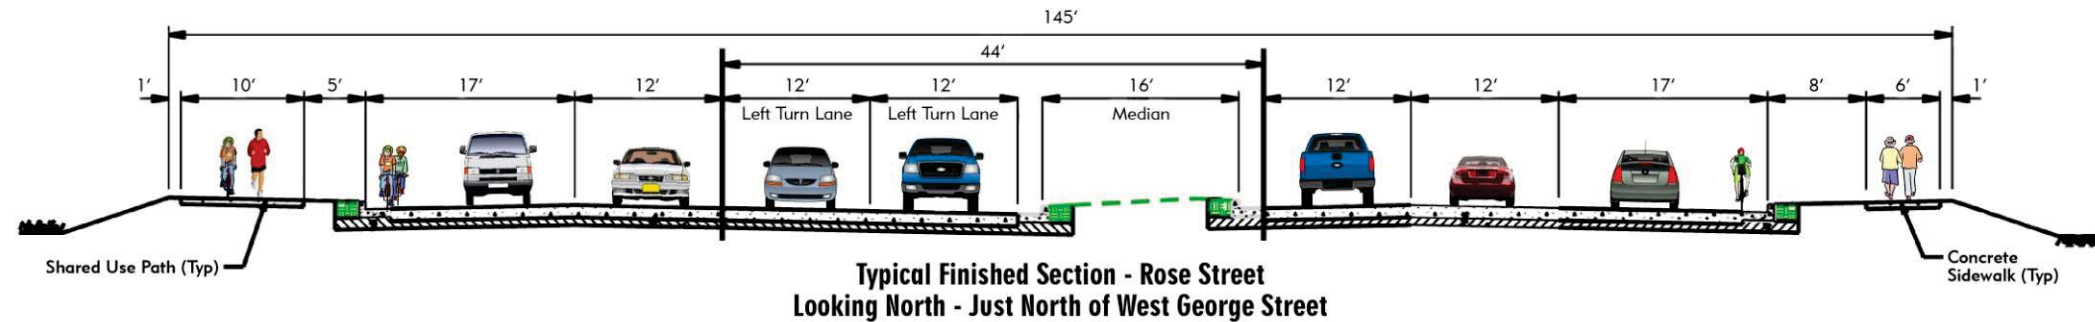 145′
44′
1′ 10′ 5′ 17′ 12′ 12′ 12′ 16′ 12′ 12′ 17′ 8′ 6′ 1′
Left Turn Lane Left Turn Lane Median
Shared Use Path (Typ)
Concrete
Sidewalk (Typ)
Typical Finished Section - Rose Street
Looking North - Just North of West George Street